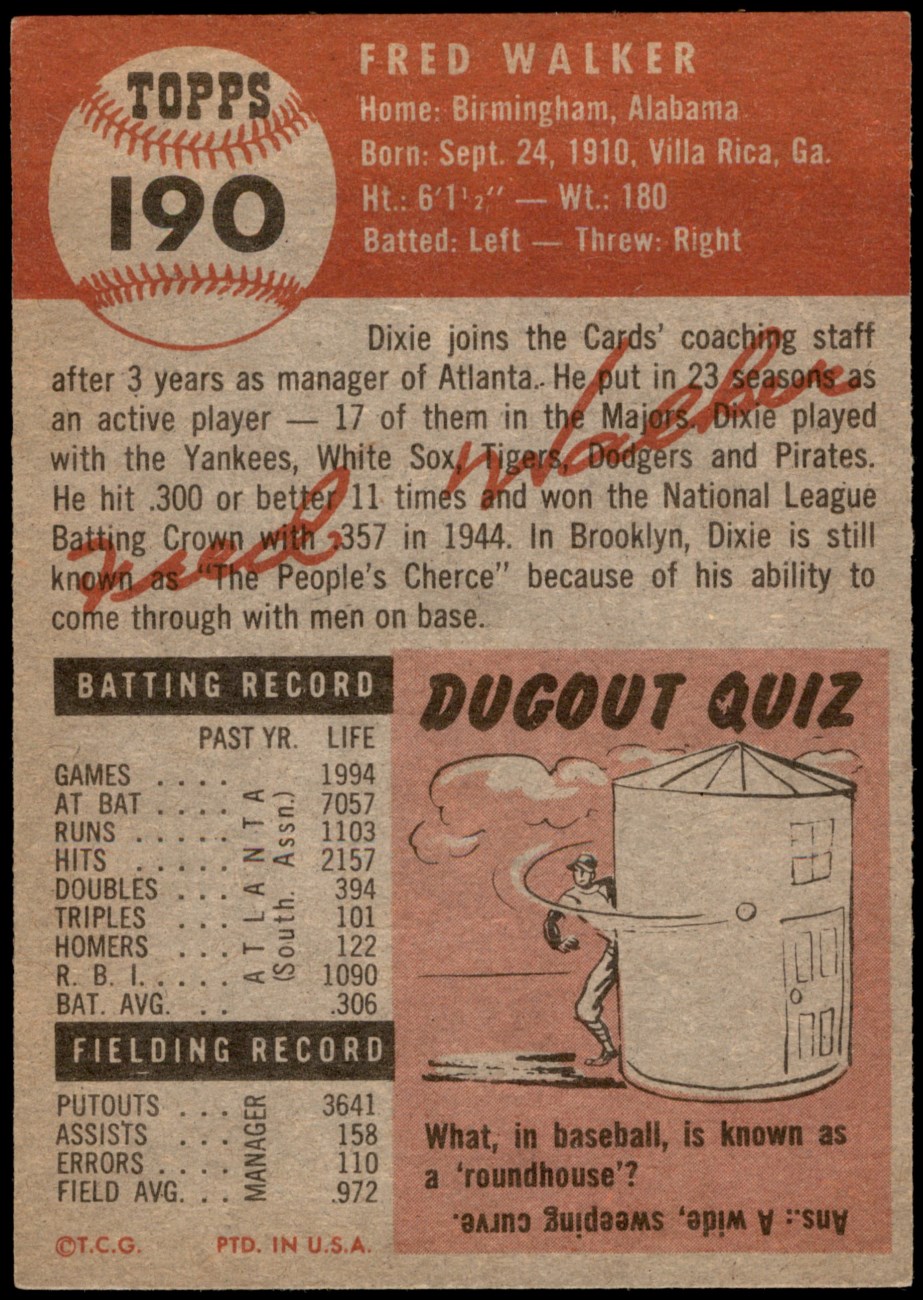 TOPPS
190
FRED WALKER
Home: Birmingham, Alabama
Born: Sept. 24, 1910, Villa Rica, Ga.
Ht.: 6'1½" — Wt.: 180
Batted: Left — Threw: Right
Dixie joins the Cards' coaching staff
after 3 years as manager of Atlanta. He put in 23 seasons as
an active player — 17 of them in the Majors. Dixie played
with the Yankees, White Sox, Tigers, Dodgers and Pirates.
He hit .300 or better 11 times and won the National League
Batting Crown with .357 in 1944. In Brooklyn, Dixie is still
known as "The People's Cherce" because of his ability to
come through with men on base.
Fred Walker
BATTING RECORD
PAST YR. LIFE
GAMES .... 1994
AT BAT .... 7057
RUNS ..... 1103
HITS ..... 2157
DOUBLES ... 394
TRIPLES ... 101
HOMERS ... 122
R. B. I. .... 1090
BAT. AVG. .. .306
ATLANTA
(South. Assn.)
FIELDING RECORD
PUTOUTS ... 3641
ASSISTS ... 158
ERRORS .... 110
FIELD AVG. .. .972
MANAGER
©T.C.G. PTD. IN U.S.A.
DUGOUT QUIZ
What, in baseball, is known as
a 'roundhouse'?
Ans.: A wide, sweeping curve.